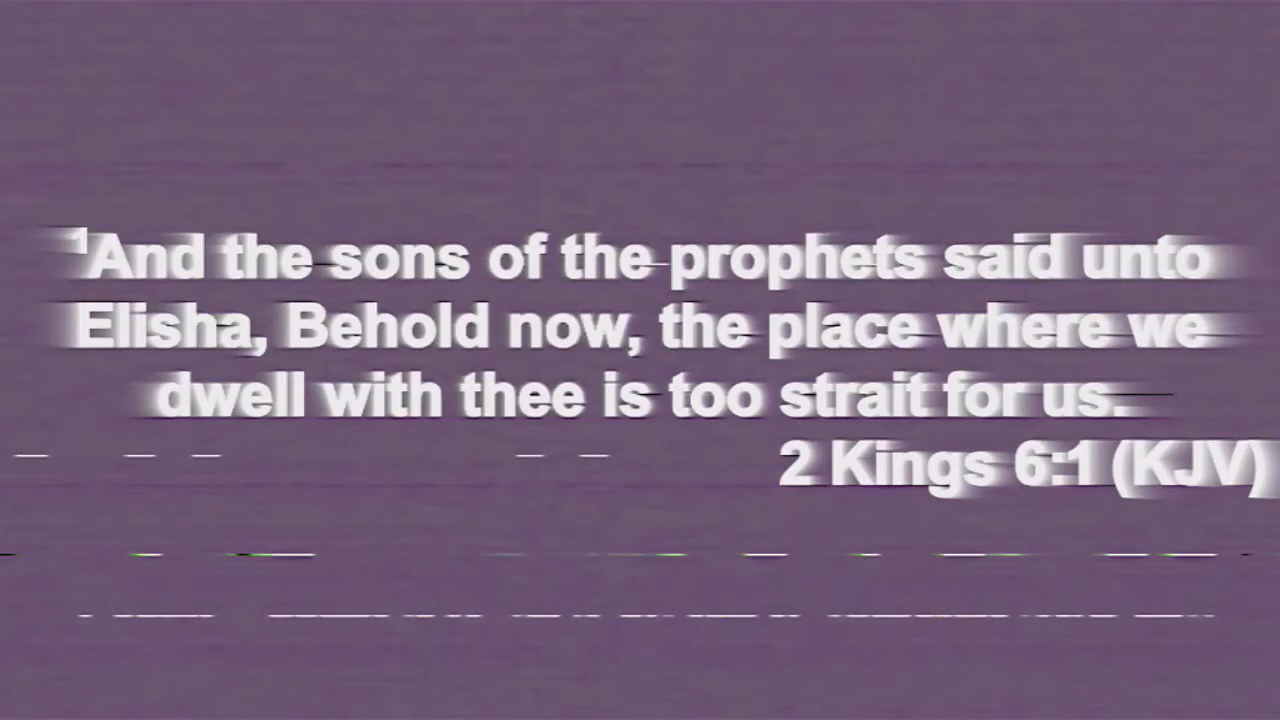 ¹And the sons of the prophets said unto
Elisha, Behold now, the place where we
dwell with thee is too strait for us.
2 Kings 6:1 (KJV)